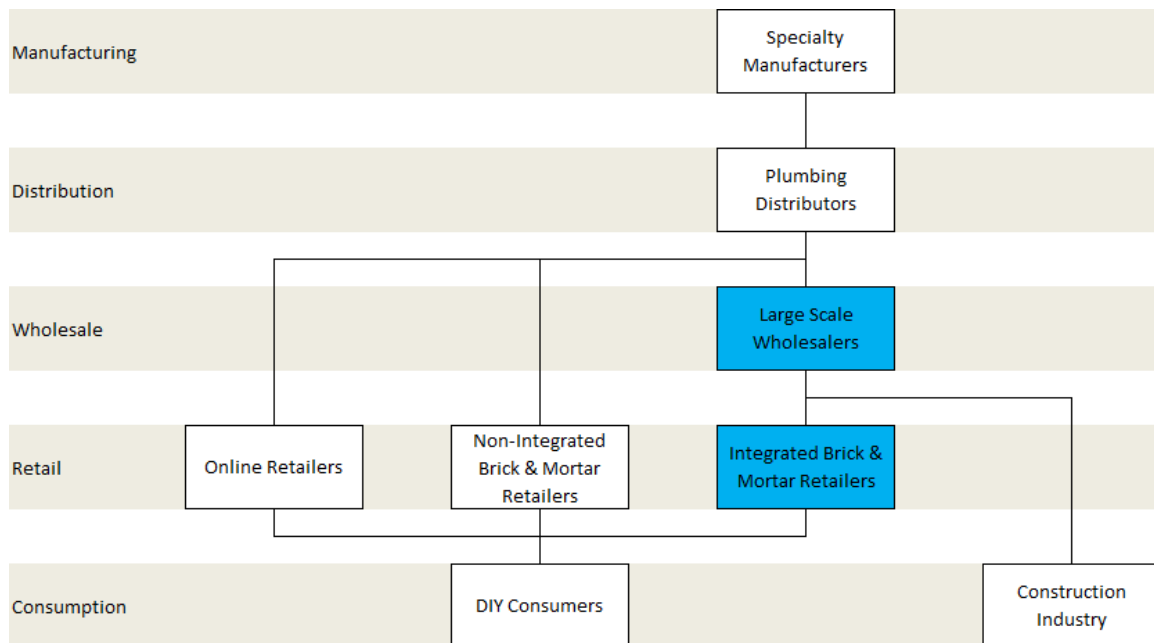 Manufacturing
Specialty
Manufacturers
Distribution
Plumbing
Distributors
Wholesale
Large Scale
Wholesalers
Retail
Online Retailers
Non-Integrated
Brick & Mortar
Retailers
Integrated Brick &
Mortar Retailers
Consumption
DIY Consumers
Construction
Industry